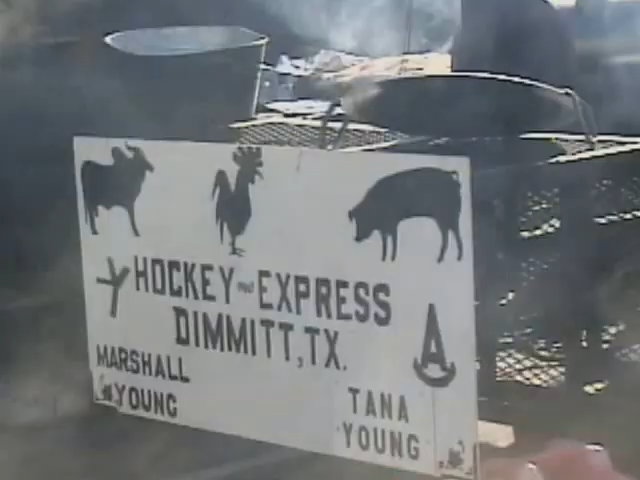 HOCKEY EXPRESS
DIMMITT, TX.
MARSHALL
YOUNG
TANA
YOUNG